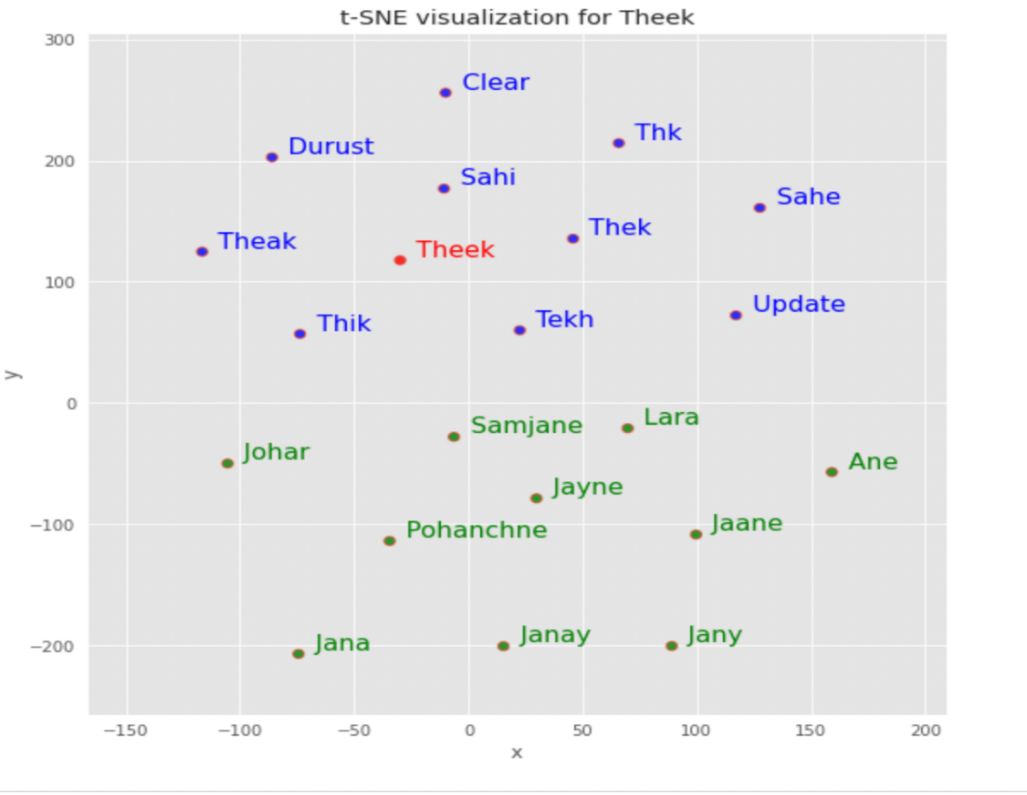 t-SNE visualization for Theek
300
Clear
Thk
Durust
200
Sahi
Sahe
Thek
Theak
Theek
100
Update
Thik
Tekh
y
0
Lara
Samjane
Johar
Ane
Jayne
Jaane
Pohanchne
−100
Jana
Janay
Jany
−200
−150 −100 −50 0 50 100 150 200
x